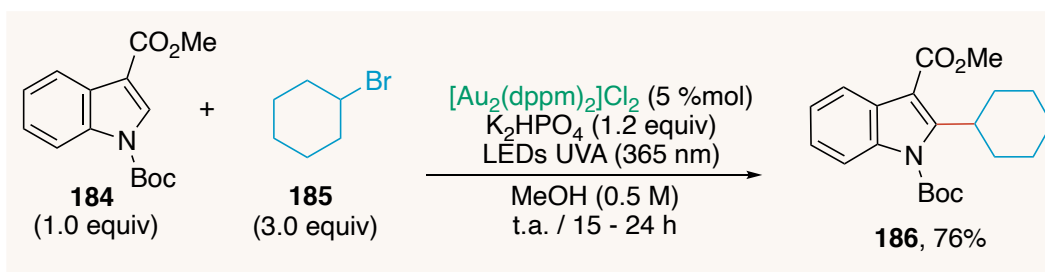 CO₂Me
N
Boc
184
(1.0 equiv)
+
Br
185
(3.0 equiv)
[Au₂(dppm)₂]Cl₂ (5 %mol)
K₂HPO₄ (1.2 equiv)
LEDs UVA (365 nm)
MeOH (0.5 M)
t.a. / 15 - 24 h
CO₂Me
N
Boc
186, 76%